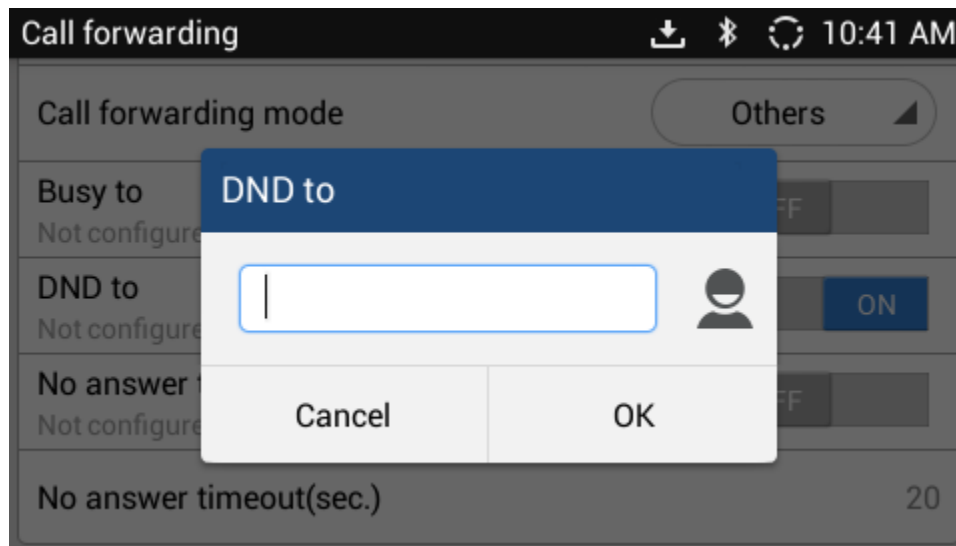 Call forwarding 10:41 AM
Call forwarding mode Others
DND to
Busy to
Not configure
DND to ON
Not configure
No answer
Not configure
Cancel OK
No answer timeout(sec.) 20